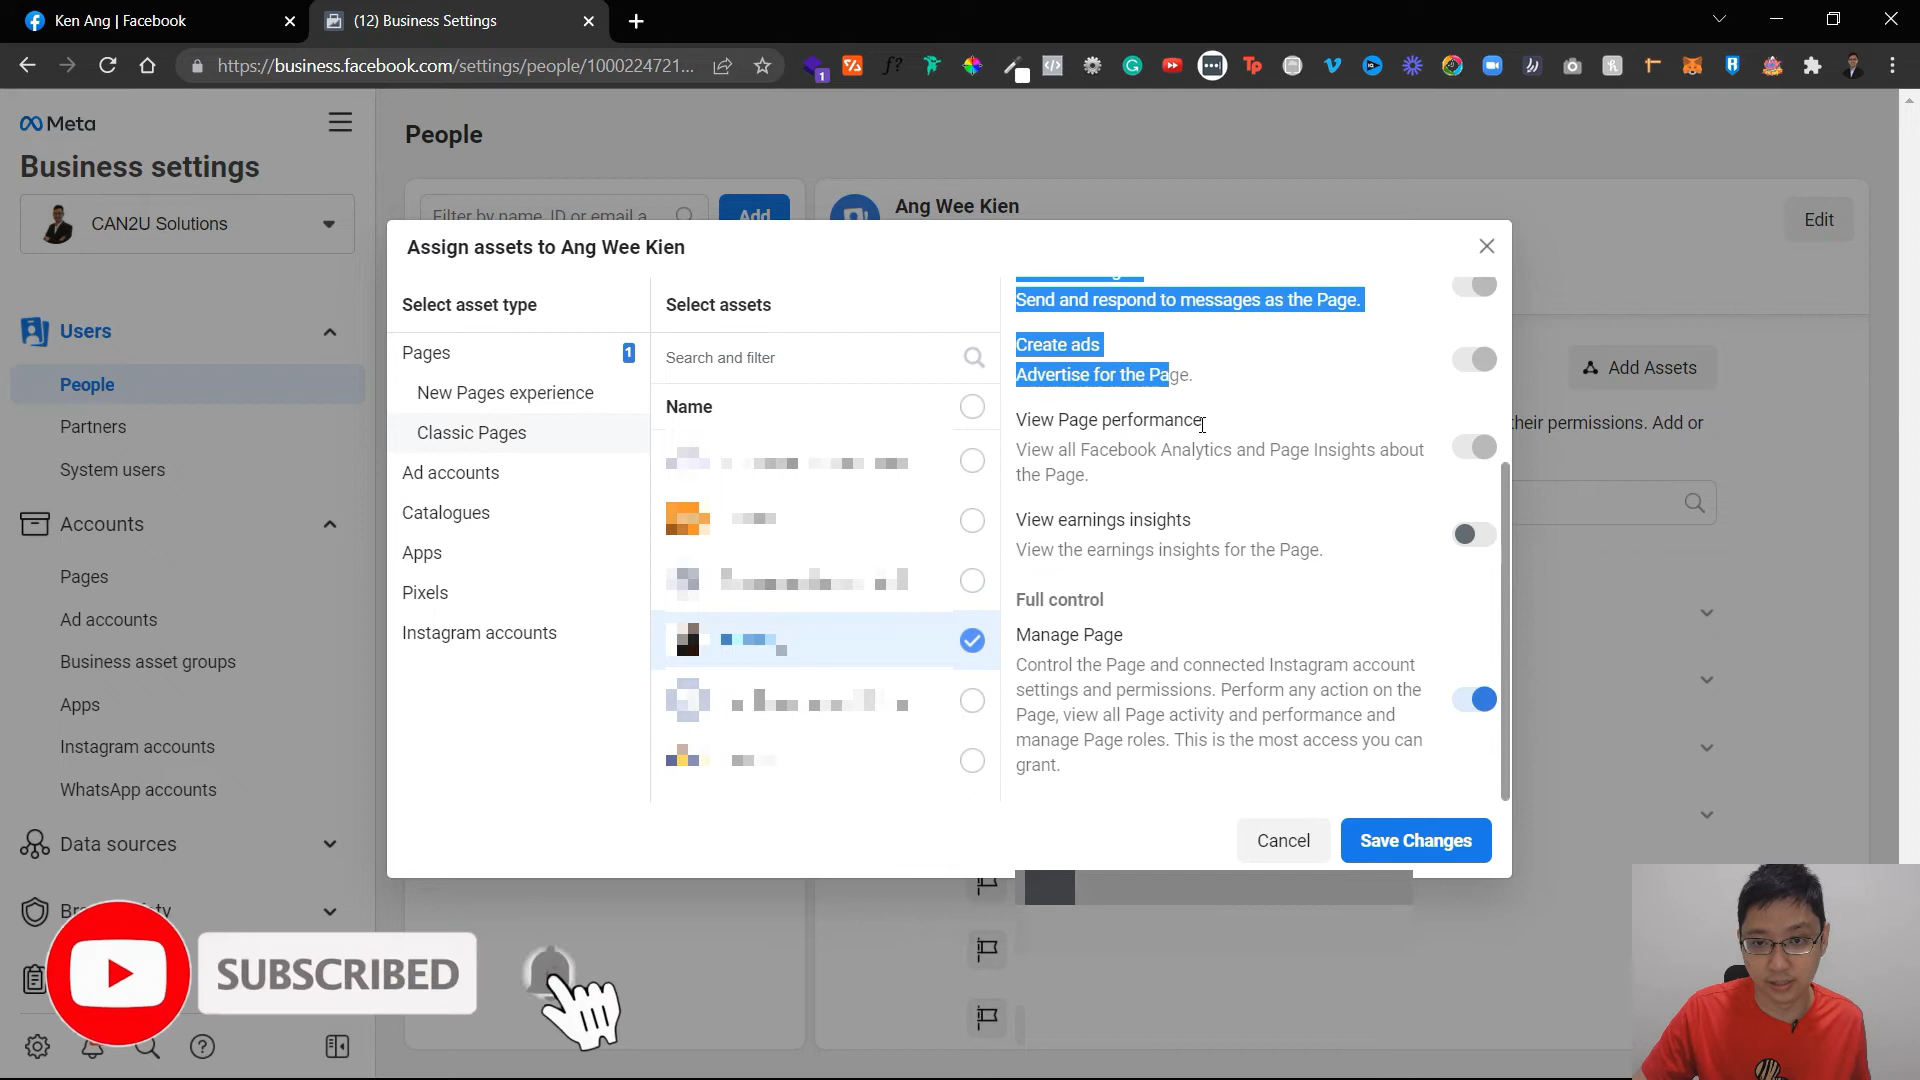 Ken Ang | Facebook
(12) Business Settings
https://business.facebook.com/settings/people/1000224721...
1
Tp
Meta
Business settings
CAN2U Solutions
Users
People
Partners
System users
Accounts
Pages
Ad accounts
Business asset groups
Apps
Instagram accounts
WhatsApp accounts
Data sources
People
Filter by name, ID or email a
Add
Ang Wee Kien
Edit
Add Assets
their permissions. Add or
Assign assets to Ang Wee Kien
Select asset type
Pages
1
New Pages experience
Classic Pages
Ad accounts
Catalogues
Apps
Pixels
Instagram accounts
Select assets
Search and filter
Name
Send and respond to messages as the Page.
Create ads
Advertise for the Page.
View Page performance
View all Facebook Analytics and Page Insights about
the Page.
View earnings insights
View the earnings insights for the Page.
Full control
Manage Page
Control the Page and connected Instagram account
settings and permissions. Perform any action on the
Page, view all Page activity and performance and
manage Page roles. This is the most access you can
grant.
Cancel
Save Changes
SUBSCRIBED